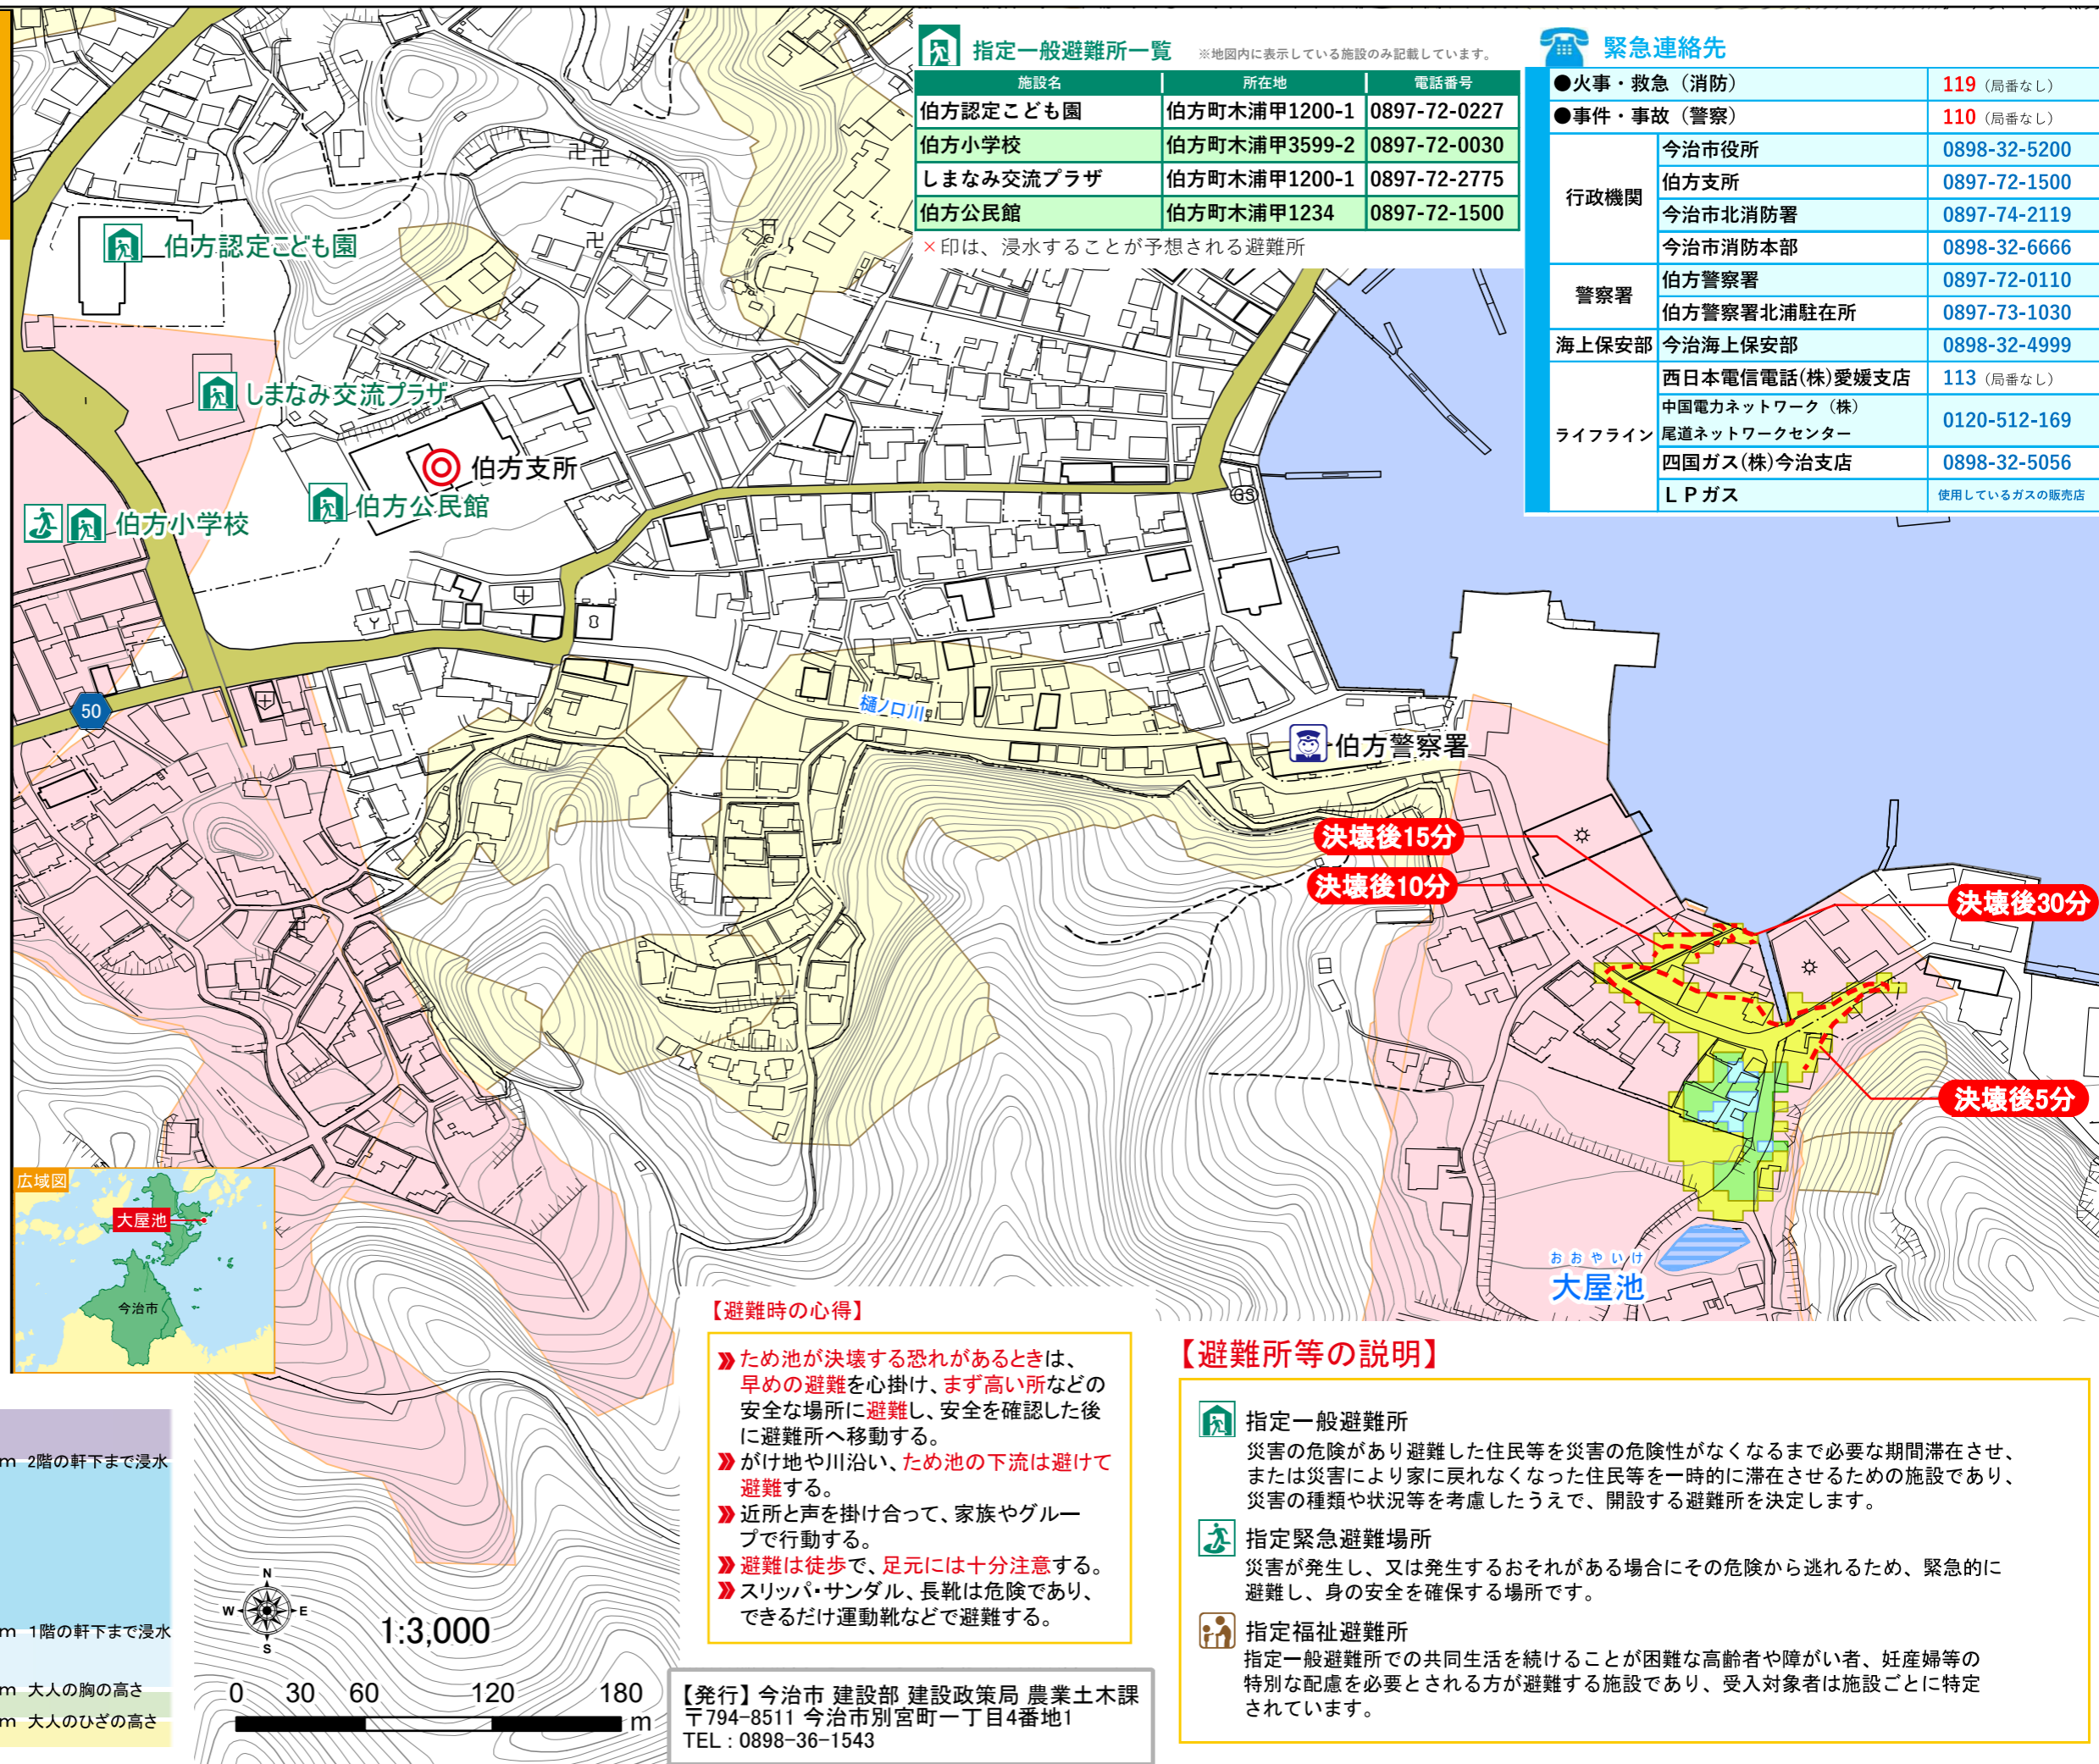 指定一般避難所一覧 ※地図内に表示している施設のみ記載しています。
施設名 所在地 電話番号
伯方認定こども園 伯方町木浦甲1200-1 0897-72-0227
伯方小学校 伯方町木浦甲3599-2 0897-72-0030
しまなみ交流プラザ 伯方町木浦甲1200-1 0897-72-2775
伯方公民館 伯方町木浦甲1234 0897-72-1500
×印は、浸水することが予想される避難所
緊急連絡先
●火事・救急（消防） 119（局番なし）
●事件・事故（警察） 110（局番なし）
行政機関
今治市役所 0898-32-5200
伯方支所 0897-72-1500
今治市北消防署 0897-74-2119
今治市消防本部 0898-32-6666
警察署
伯方警察署 0897-72-0110
伯方警察署北浦駐在所 0897-73-1030
海上保安部 今治海上保安部 0898-32-4999
ライフライン
西日本電信電話(株)愛媛支店 113（局番なし）
中国電力ネットワーク（株）
尾道ネットワークセンター 0120-512-169
四国ガス(株)今治支店 0898-32-5056
ＬＰガス 使用しているガスの販売店
伯方認定こども園
しまなみ交流プラザ
伯方支所
伯方公民館
伯方小学校
GS
50
樋ノ口川
伯方警察署
決壊後15分
決壊後10分
決壊後30分
決壊後5分
おおやいけ
大屋池
広域図
大屋池
今治市
m 2階の軒下まで浸水
m 1階の軒下まで浸水
m 大人の胸の高さ
m 大人のひざの高さ
N
W E
S
1:3,000
0 30 60 120 180
m
【避難時の心得】
ため池が決壊する恐れがあるときは、
早めの避難を心掛け、まず高い所などの
安全な場所に避難し、安全を確認した後
に避難所へ移動する。
がけ地や川沿い、ため池の下流は避けて
避難する。
近所と声を掛け合って、家族やグルー
プで行動する。
避難は徒歩で、足元には十分注意する。
スリッパ・サンダル、長靴は危険であり、
できるだけ運動靴などで避難する。
【発行】今治市 建設部 建設政策局 農業土木課
〒794-8511 今治市別宮町一丁目4番地1
TEL：0898-36-1543
【避難所等の説明】
指定一般避難所
災害の危険があり避難した住民等を災害の危険性がなくなるまで必要な期間滞在させ、
または災害により家に戻れなくなった住民等を一時的に滞在させるための施設であり、
災害の種類や状況等を考慮したうえで、開設する避難所を決定します。
指定緊急避難場所
災害が発生し、又は発生するおそれがある場合にその危険から逃れるため、緊急的に
避難し、身の安全を確保する場所です。
指定福祉避難所
指定一般避難所での共同生活を続けることが困難な高齢者や障がい者、妊産婦等の
特別な配慮を必要とされる方が避難する施設であり、受入対象者は施設ごとに特定
されています。